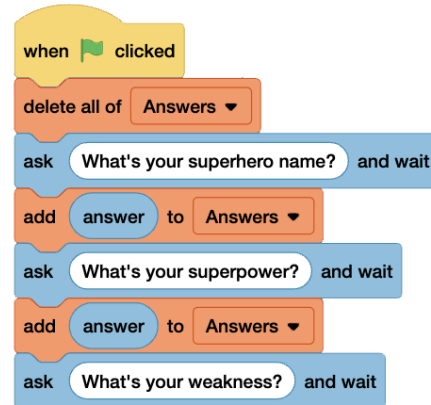 when clicked
delete all of Answers
ask What's your superhero name? and wait
add answer to Answers
ask What's your superpower? and wait
add answer to Answers
ask What's your weakness? and wait